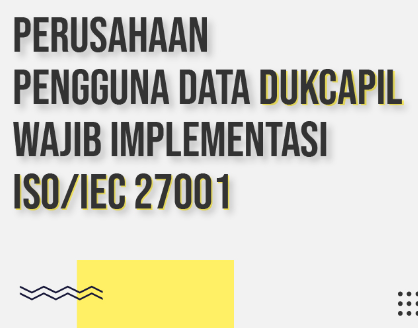 PERUSAHAAN
PENGGUNA DATA DUKCAPIL
WAJIB IMPLEMENTASI
ISO/IEC 27001